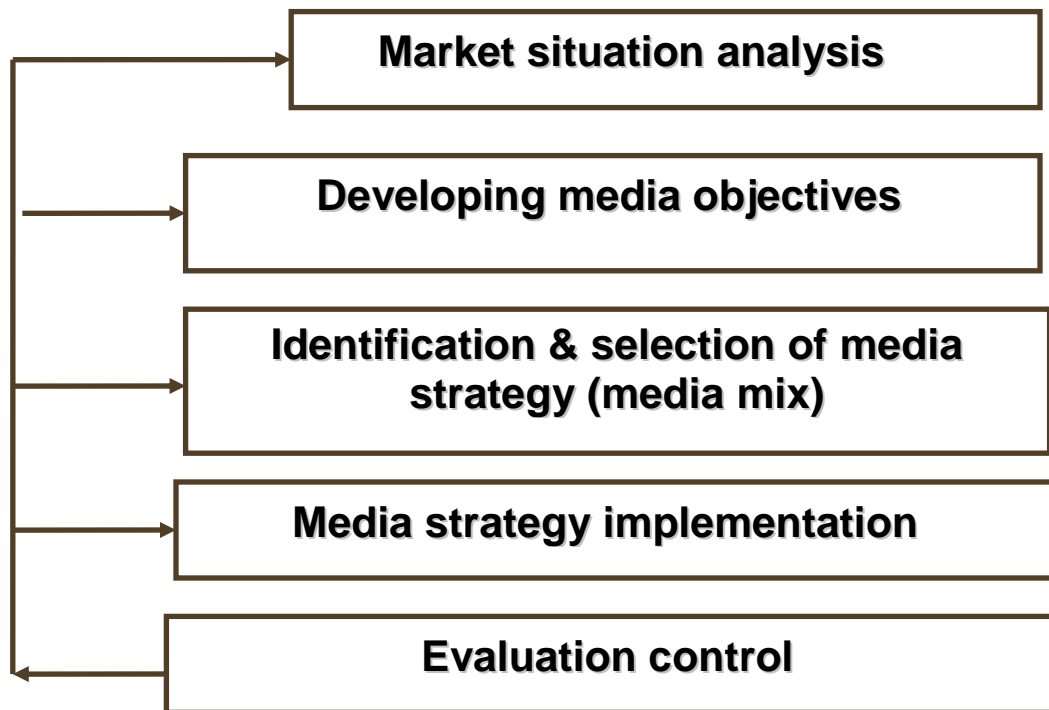 Market situation analysis
Developing media objectives
Identification & selection of media
strategy (media mix)
Media strategy implementation
Evaluation control